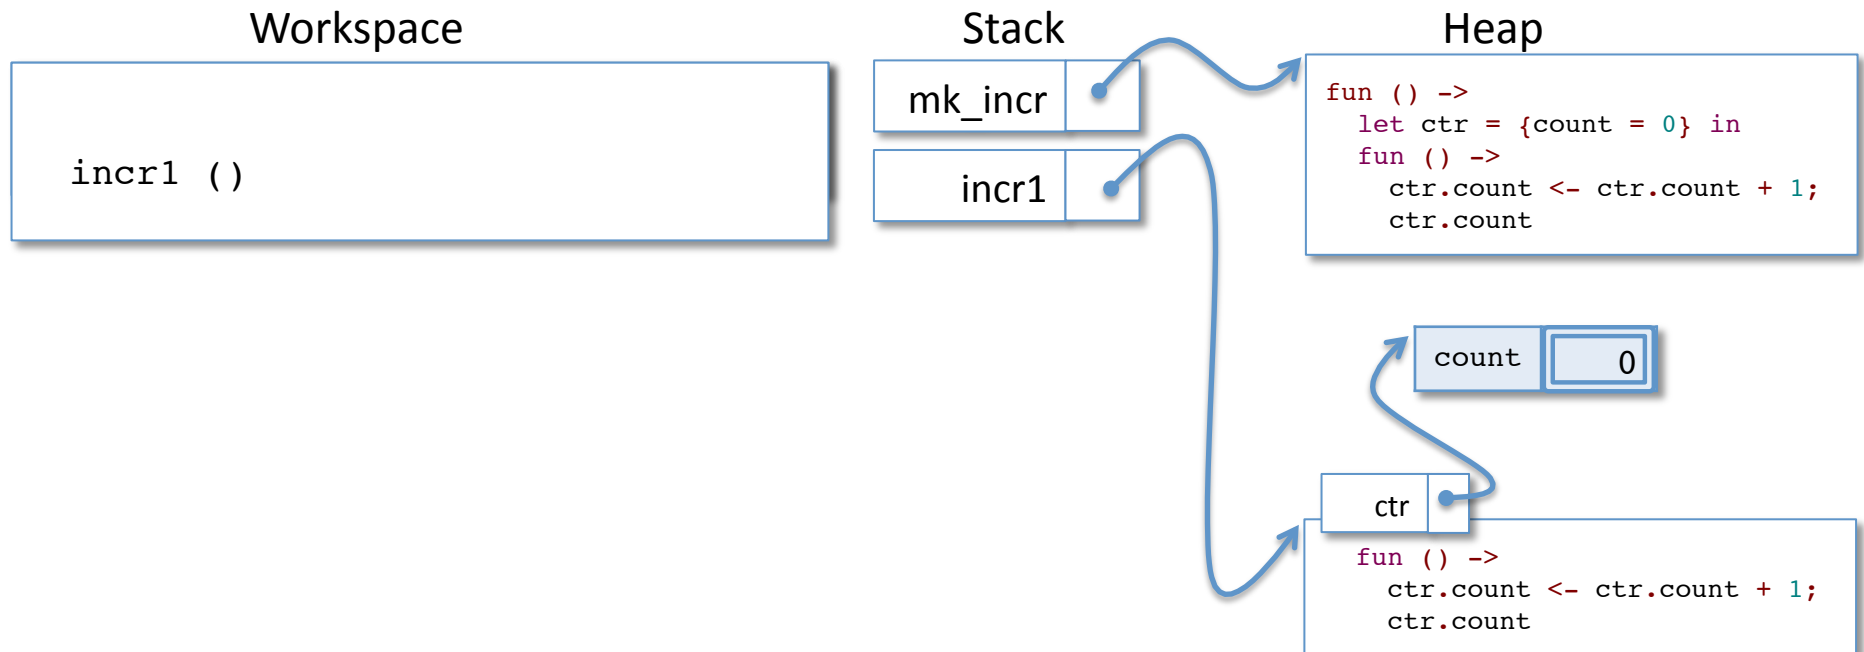 Workspace
Stack
Heap
incr1 ()
mk_incr
incr1
fun () ->
let ctr = {count = 0} in
fun () ->
ctr.count <- ctr.count + 1;
ctr.count
count 0
ctr
fun () ->
ctr.count <- ctr.count + 1;
ctr.count